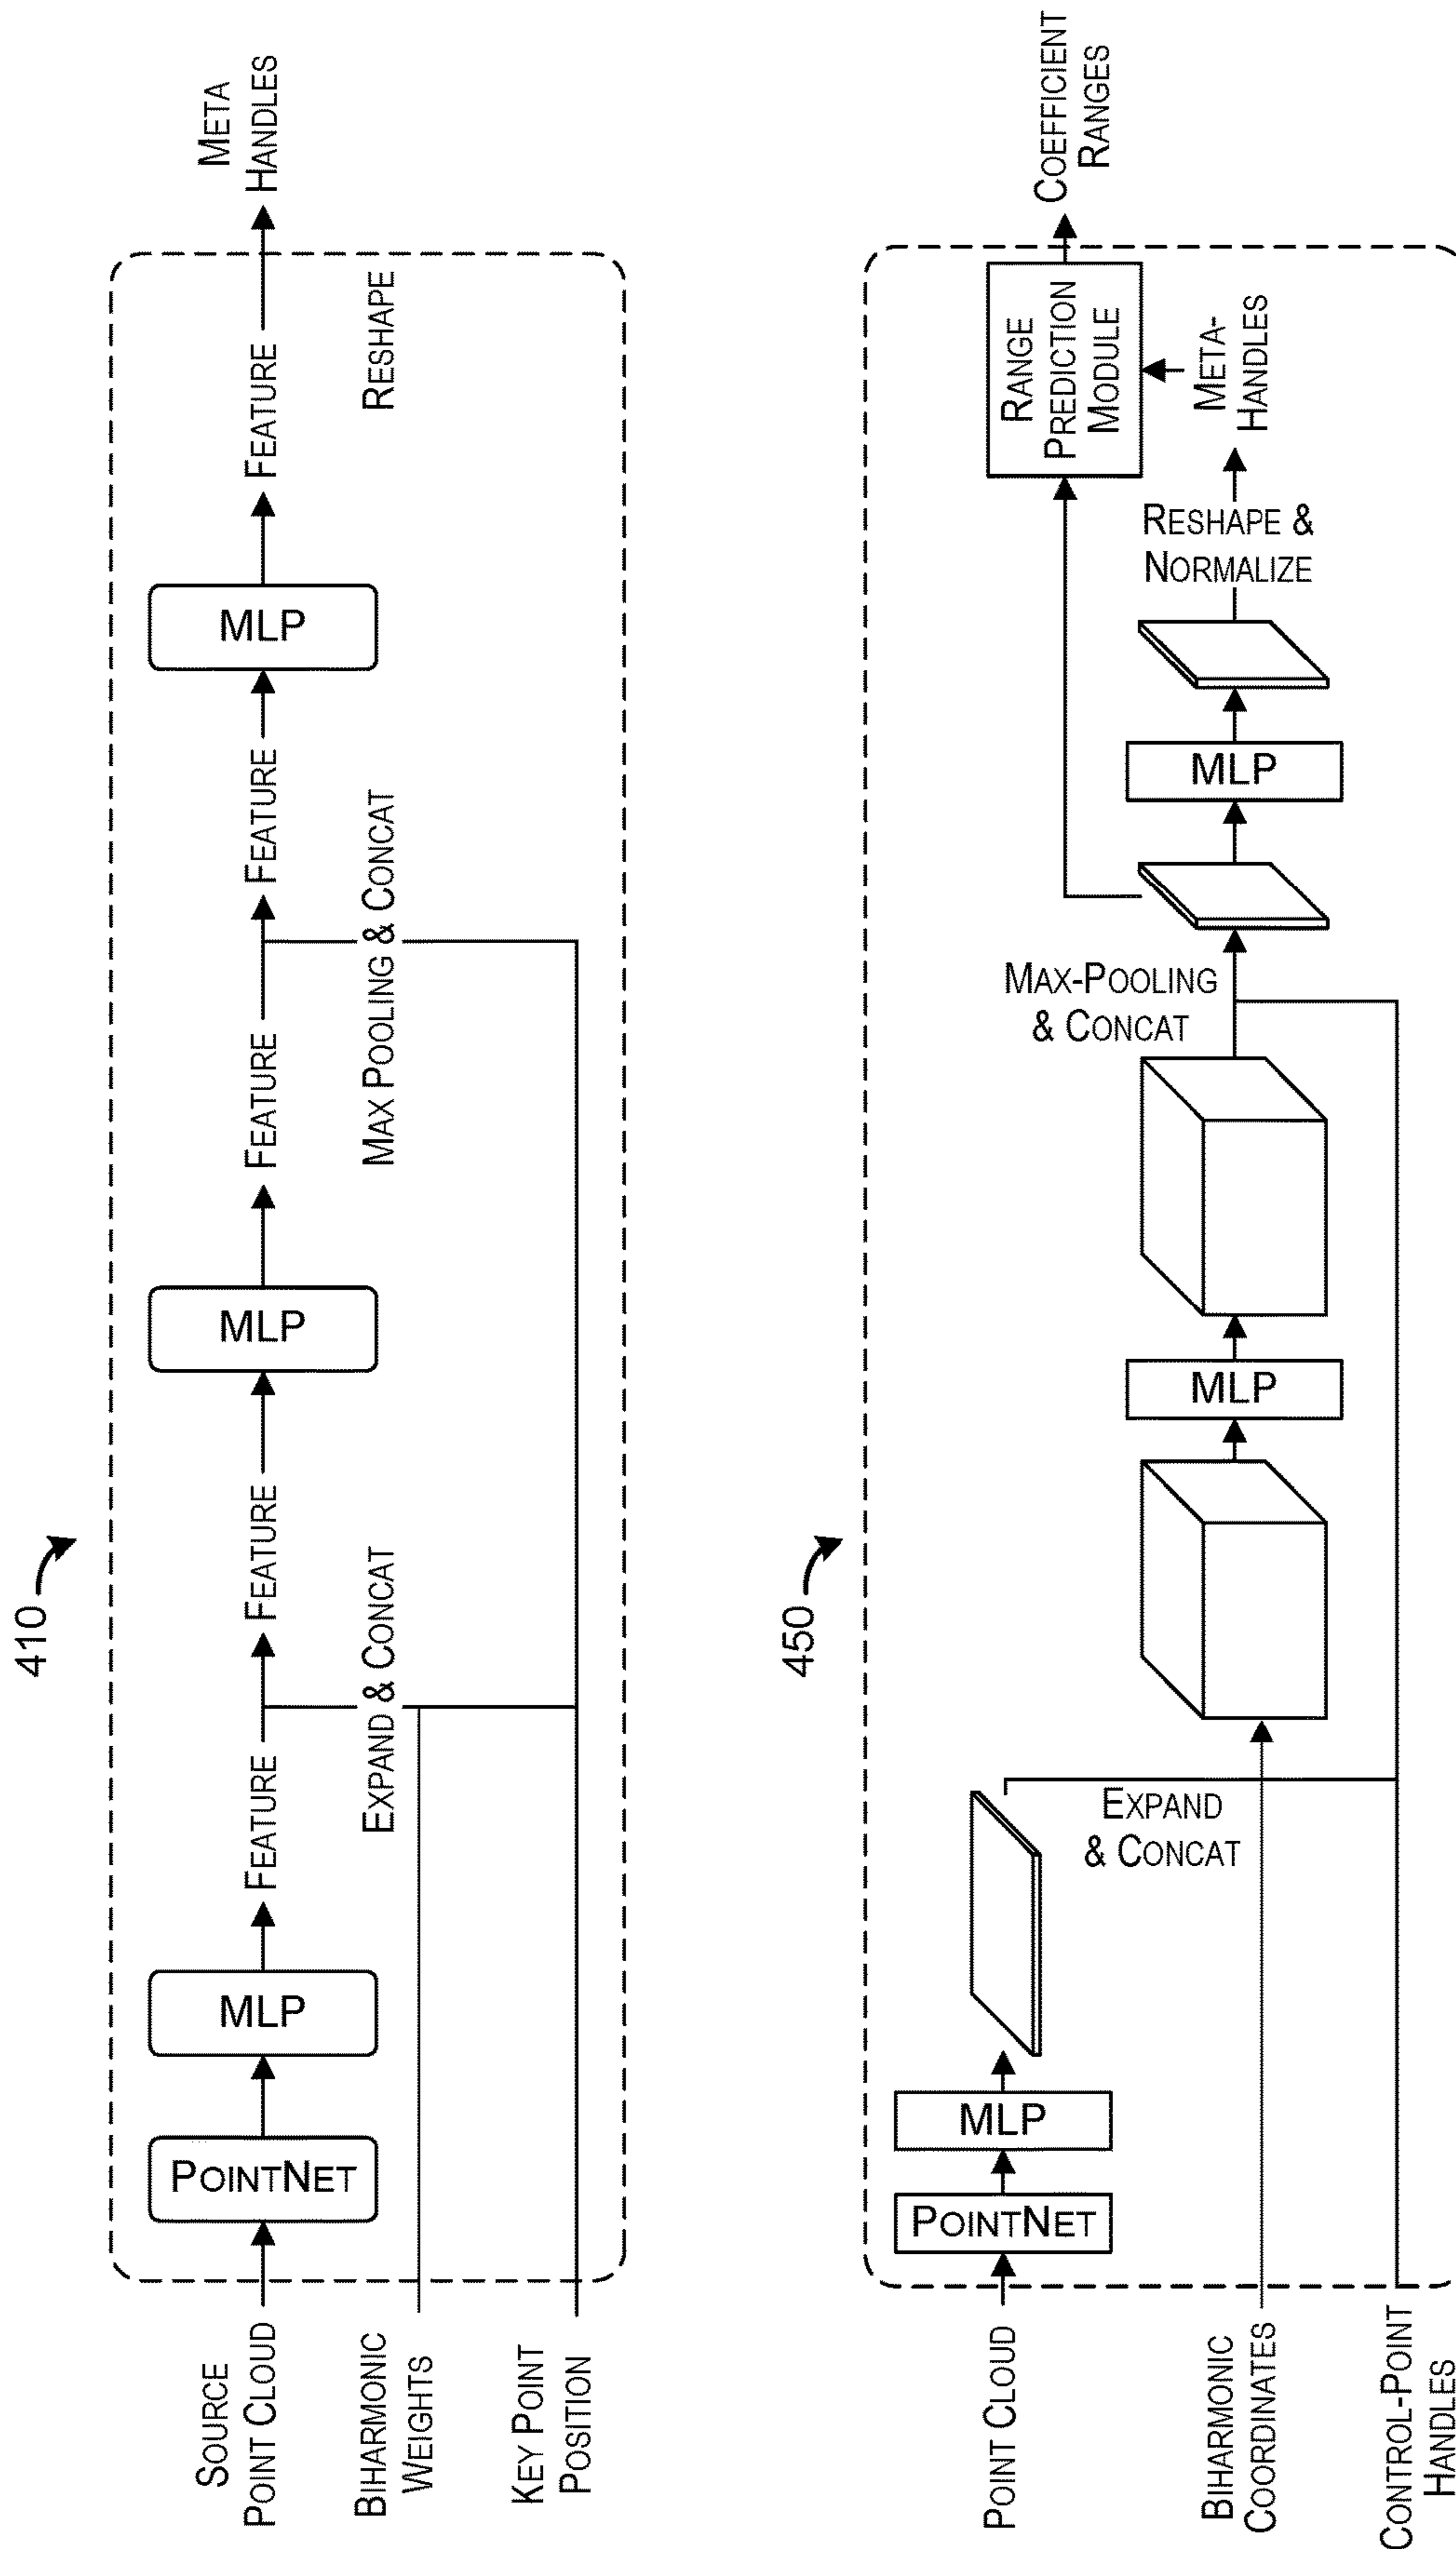 410
SOURCE
POINT CLOUD
POINTNET
MLP
FEATURE
FEATURE
MLP
FEATURE
FEATURE
MLP
FEATURE
META
HANDLES
BIHARMONIC
WEIGHTS
EXPAND & CONCAT
MAX POOLING & CONCAT
RESHAPE
KEY POINT
POSITION
450
POINT CLOUD
POINTNET
MLP
EXPAND
& CONCAT
BIHARMONIC
COORDINATES
MLP
MAX-POOLING
& CONCAT
MLP
RESHAPE &
NORMALIZE
META-
HANDLES
RANGE
PREDICTION
MODULE
COEFFICIENT
RANGES
CONTROL-POINT
HANDLES